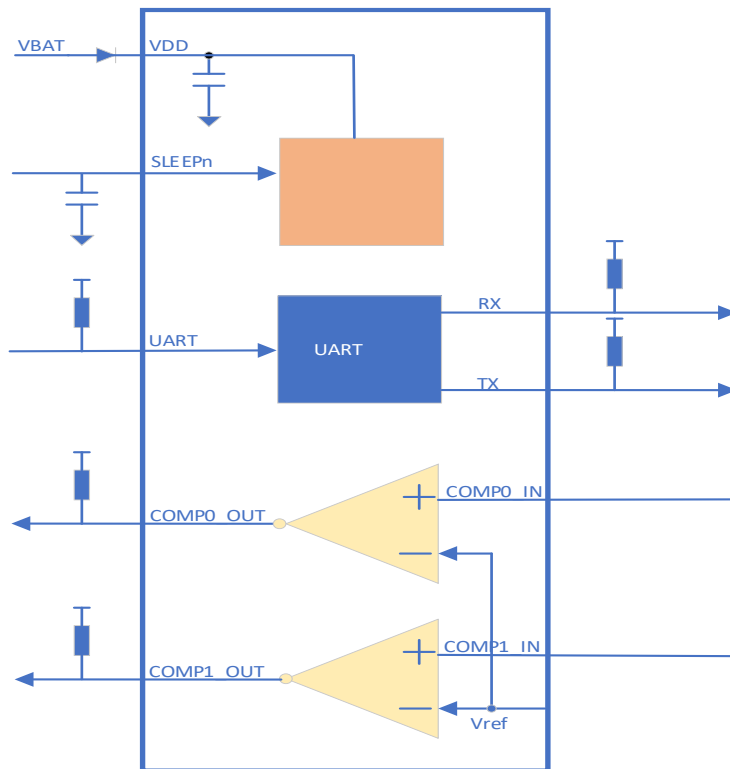 VBAT
VDD
SLEEPn
RX
UART
UART
TX
COMP0_IN
COMP0_OUT
COMP1_IN
COMP1_OUT
Vref